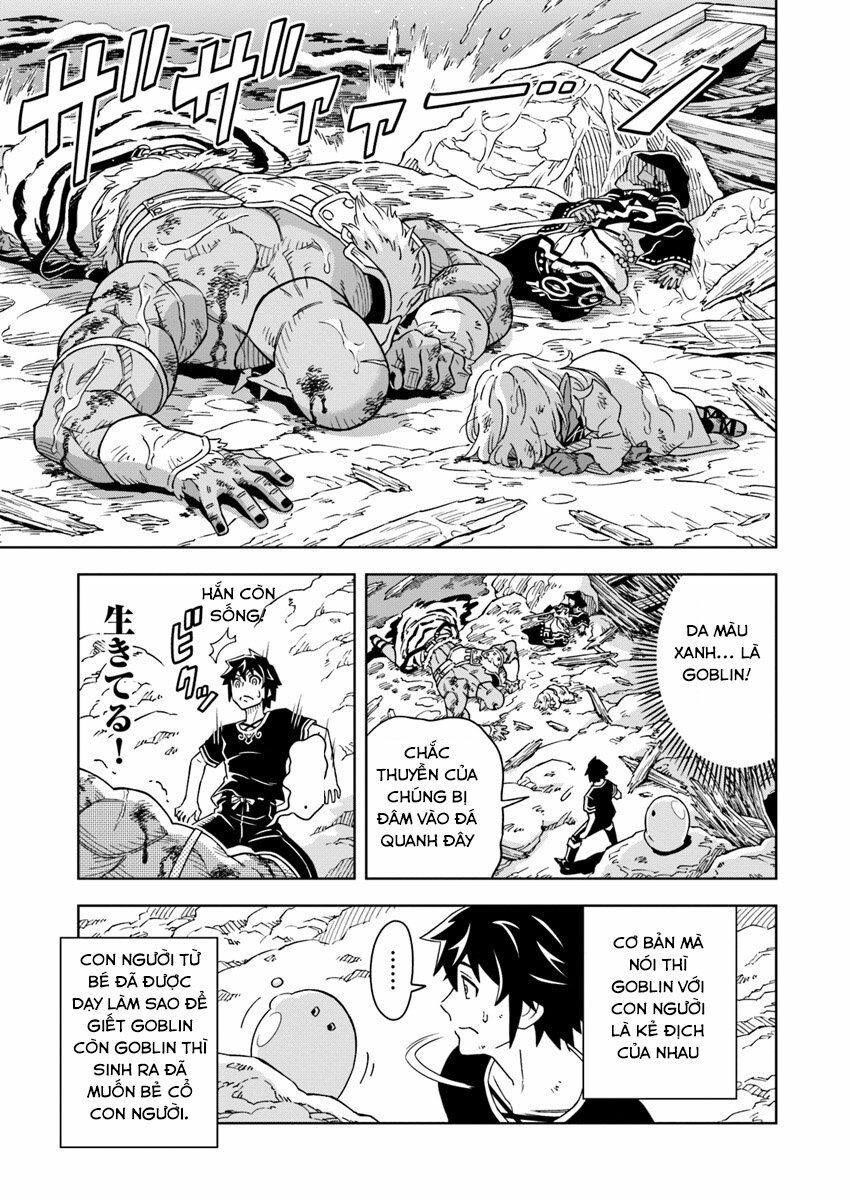 ザザァーーン
DA MÀU
XANH... LÀ
GOBLIN!
CHẮC
THUYỀN CỦA
CHÚNG BỊ
ĐÂM VÀO ĐÁ
QUANH ĐÂY
HẮN CÒN
SỐNG!
ビクッ
生きてる！
CƠ BẢN MÀ
NÓI THÌ
GOBLIN VỚI
CON NGƯỜI
LÀ KẺ ĐỊCH
CỦA NHAU
......
CON NGƯỜI TỪ
BÉ ĐÃ ĐƯỢC
DẠY LÀM SAO ĐỂ
GIẾT GOBLIN
CÒN GOBLIN THÌ
SINH RA ĐÃ
MUỐN BẺ CỔ
CON NGƯỜI.